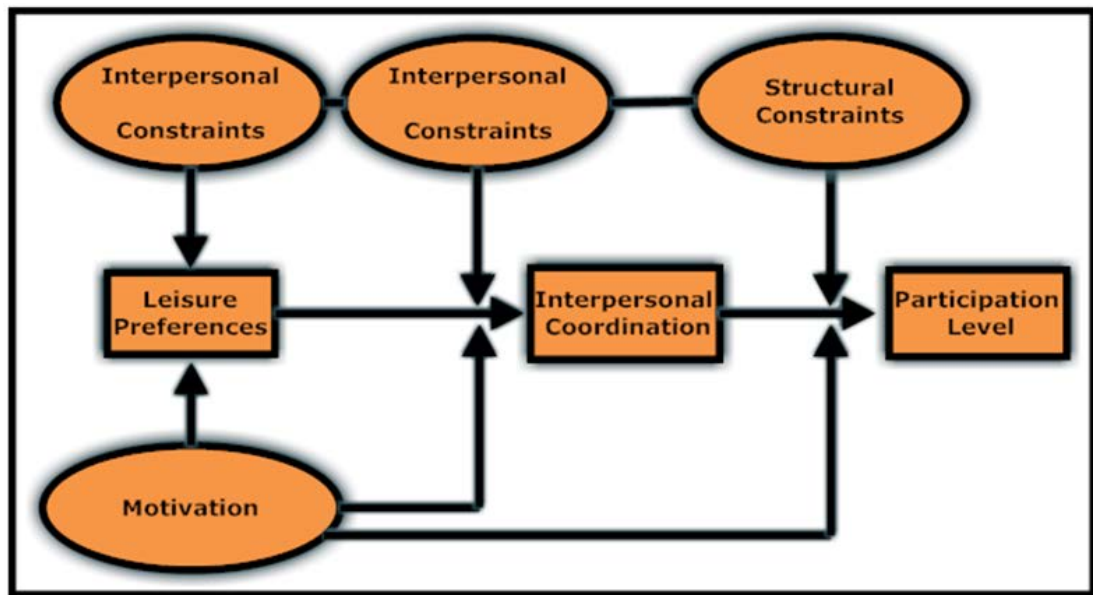 Interpersonal
Constraints
Interpersonal
Constraints
Structural
Constraints
Leisure
Preferences
Interpersonal
Coordination
Participation
Level
Motivation